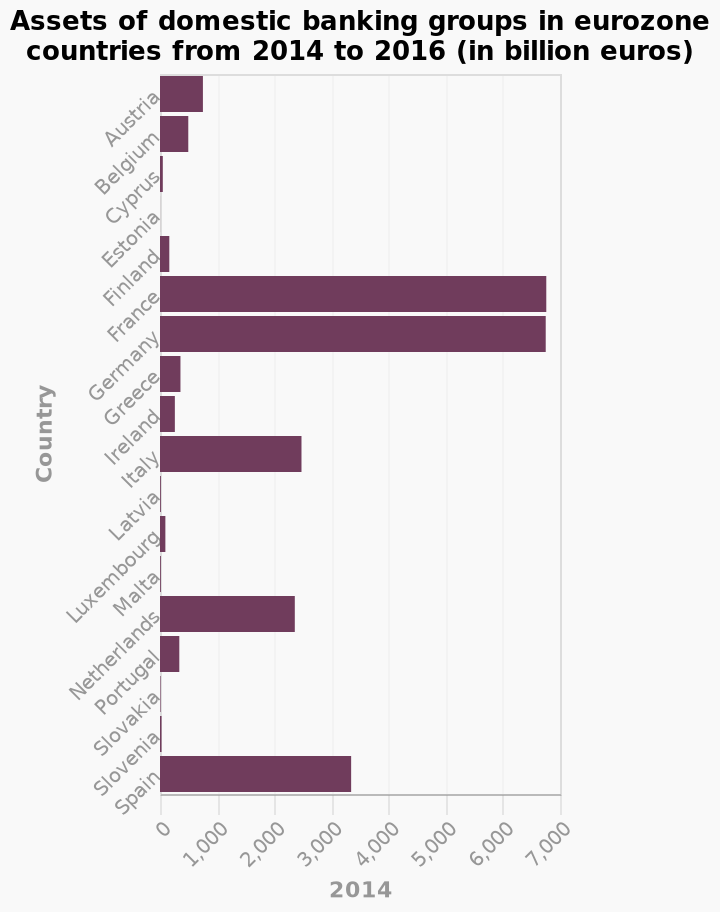 Assets of domestic banking groups in eurozone
countries from 2014 to 2016 (in billion euros)
Country
Austria
Belgium
Cyprus
Estonia
Finland
France
Germany
Greece
Ireland
Italy
Latvia
Luxembourg
Malta
Netherlands
Portugal
Slovakia
Slovenia
Spain
0
1,000
2,000
3,000
4,000
5,000
6,000
7,000
2014